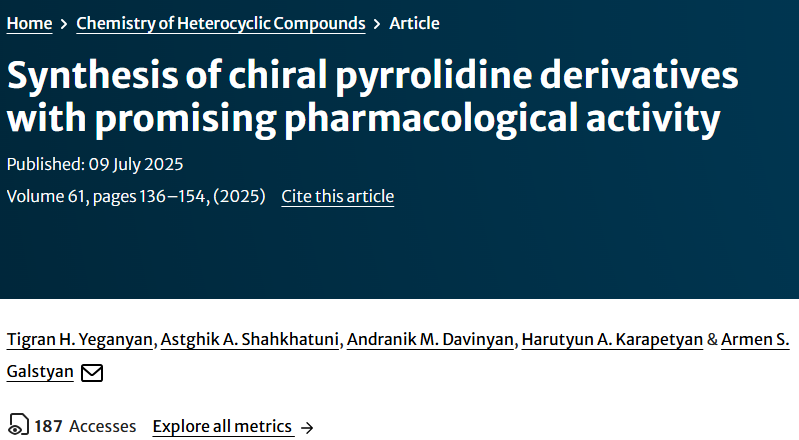 Home > Chemistry of Heterocyclic Compounds > Article
Synthesis of chiral pyrrolidine derivatives
with promising pharmacological activity
Published: 09 July 2025
Volume 61, pages 136–154, (2025) Cite this article
Tigran H. Yeganyan, Astghik A. Shahkhatuni, Andranik M. Davinyan, Harutyun A. Karapetyan & Armen S.
Galstyan
187 Accesses Explore all metrics →